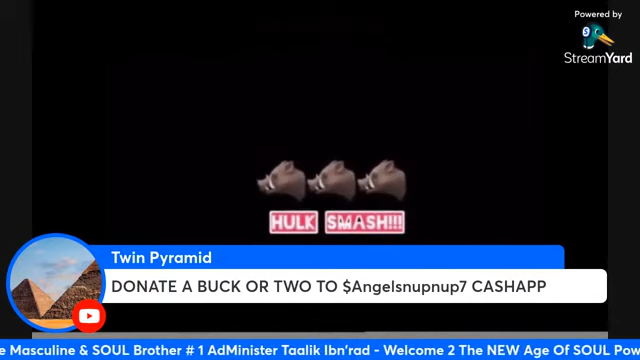 Powered by
StreamYard
HULK SMASH!!!
Twin Pyramid
DONATE A BUCK OR TWO TO $Angelsnupnup7 CASHAPP
e Masculine & SOUL Brother # 1 AdMinister Taalik Ibn'rad - Welcome 2 The NEW Age Of SOUL Pow